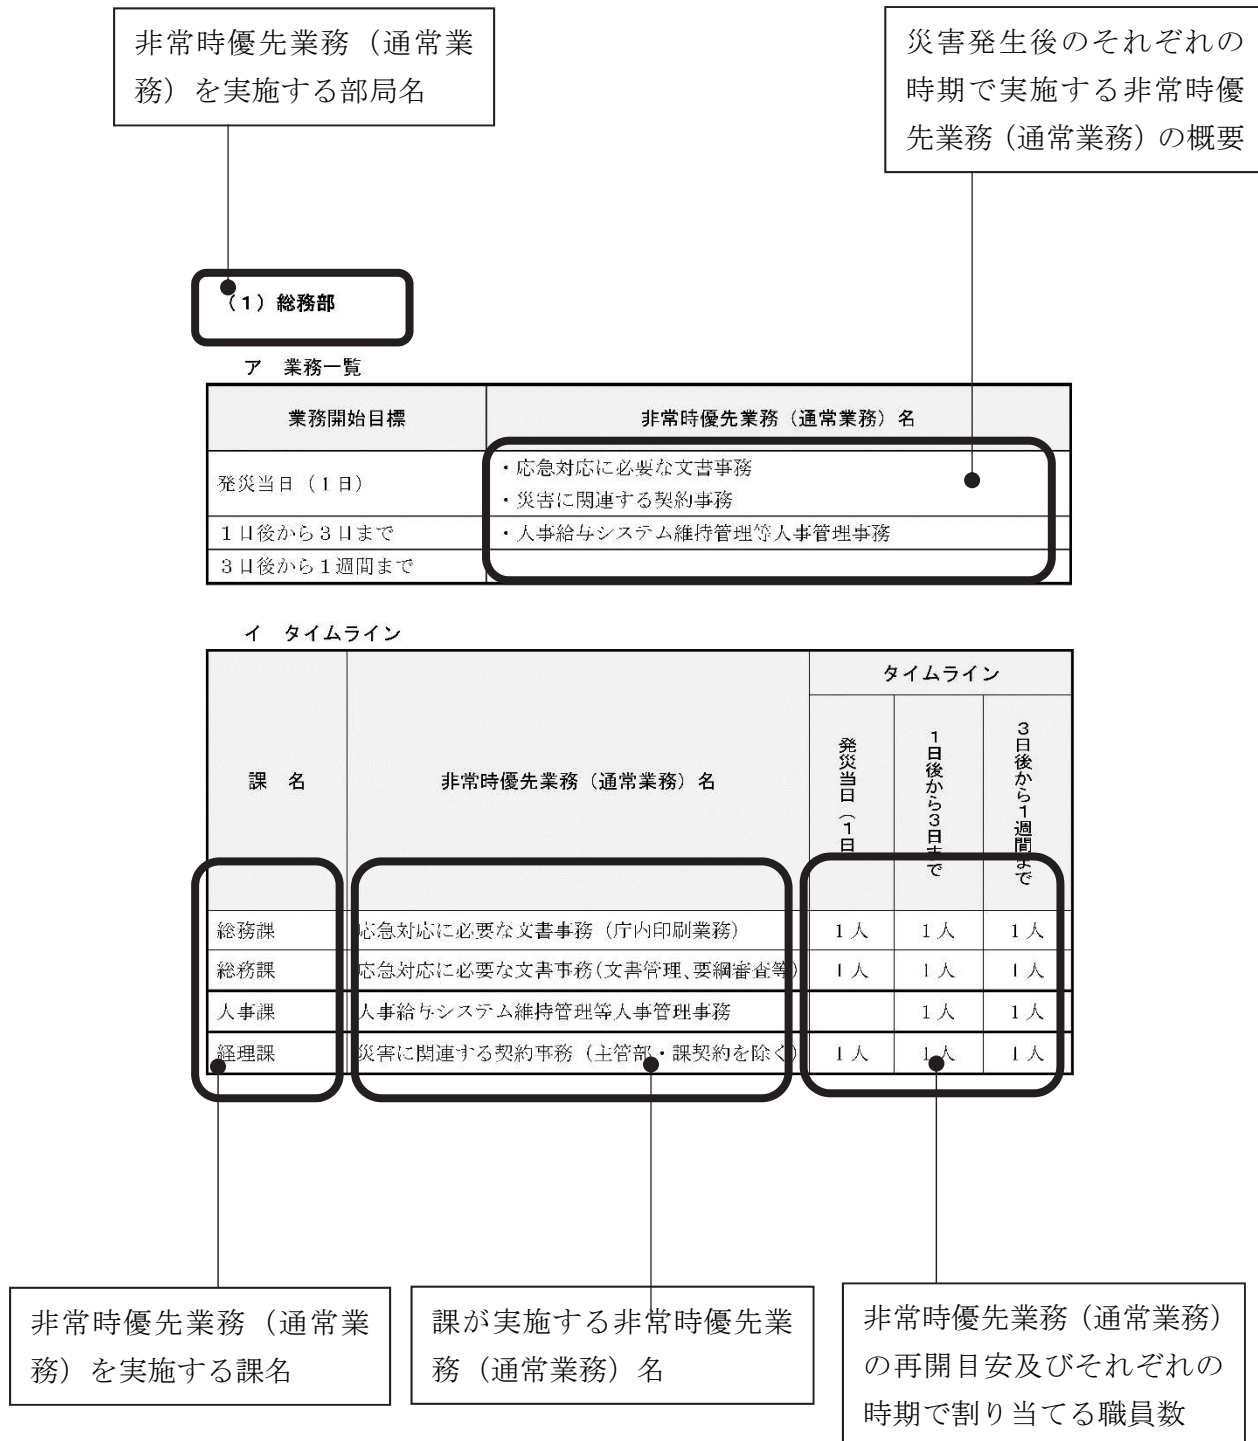 非常時優先業務（通常業
務）を実施する部局名
災害発生後のそれぞれの
時期で実施する非常時優
先業務（通常業務）の概要
（１）総務部
ア　業務一覧
業務開始目標　非常時優先業務（通常業務）名
発災当日（１日）
・応急対応に必要な文書事務
・災害に関連する契約事務
１日後から３日まで　・人事給与システム維持管理等人事管理事務
３日後から１週間まで
イ　タイムライン
課　名　非常時優先業務（通常業務）名　タイムライン
発災当日（１日
１日後から３日まで
３日後から１週間まで
総務課　応急対応に必要な文書事務（庁内印刷業務）　１人　１人　１人
総務課　応急対応に必要な文書事務（文書管理、要綱審査等）　１人　１人　１人
人事課　人事給与システム維持管理等人事管理事務　１人　１人
経理課　災害に関連する契約事務（主管部・課契約を除く）　１人　１人　１人
非常時優先業務（通常業
務）を実施する課名
課が実施する非常時優先業
務（通常業務）名
非常時優先業務（通常業務）
の再開目安及びそれぞれの
時期で割り当てる職員数